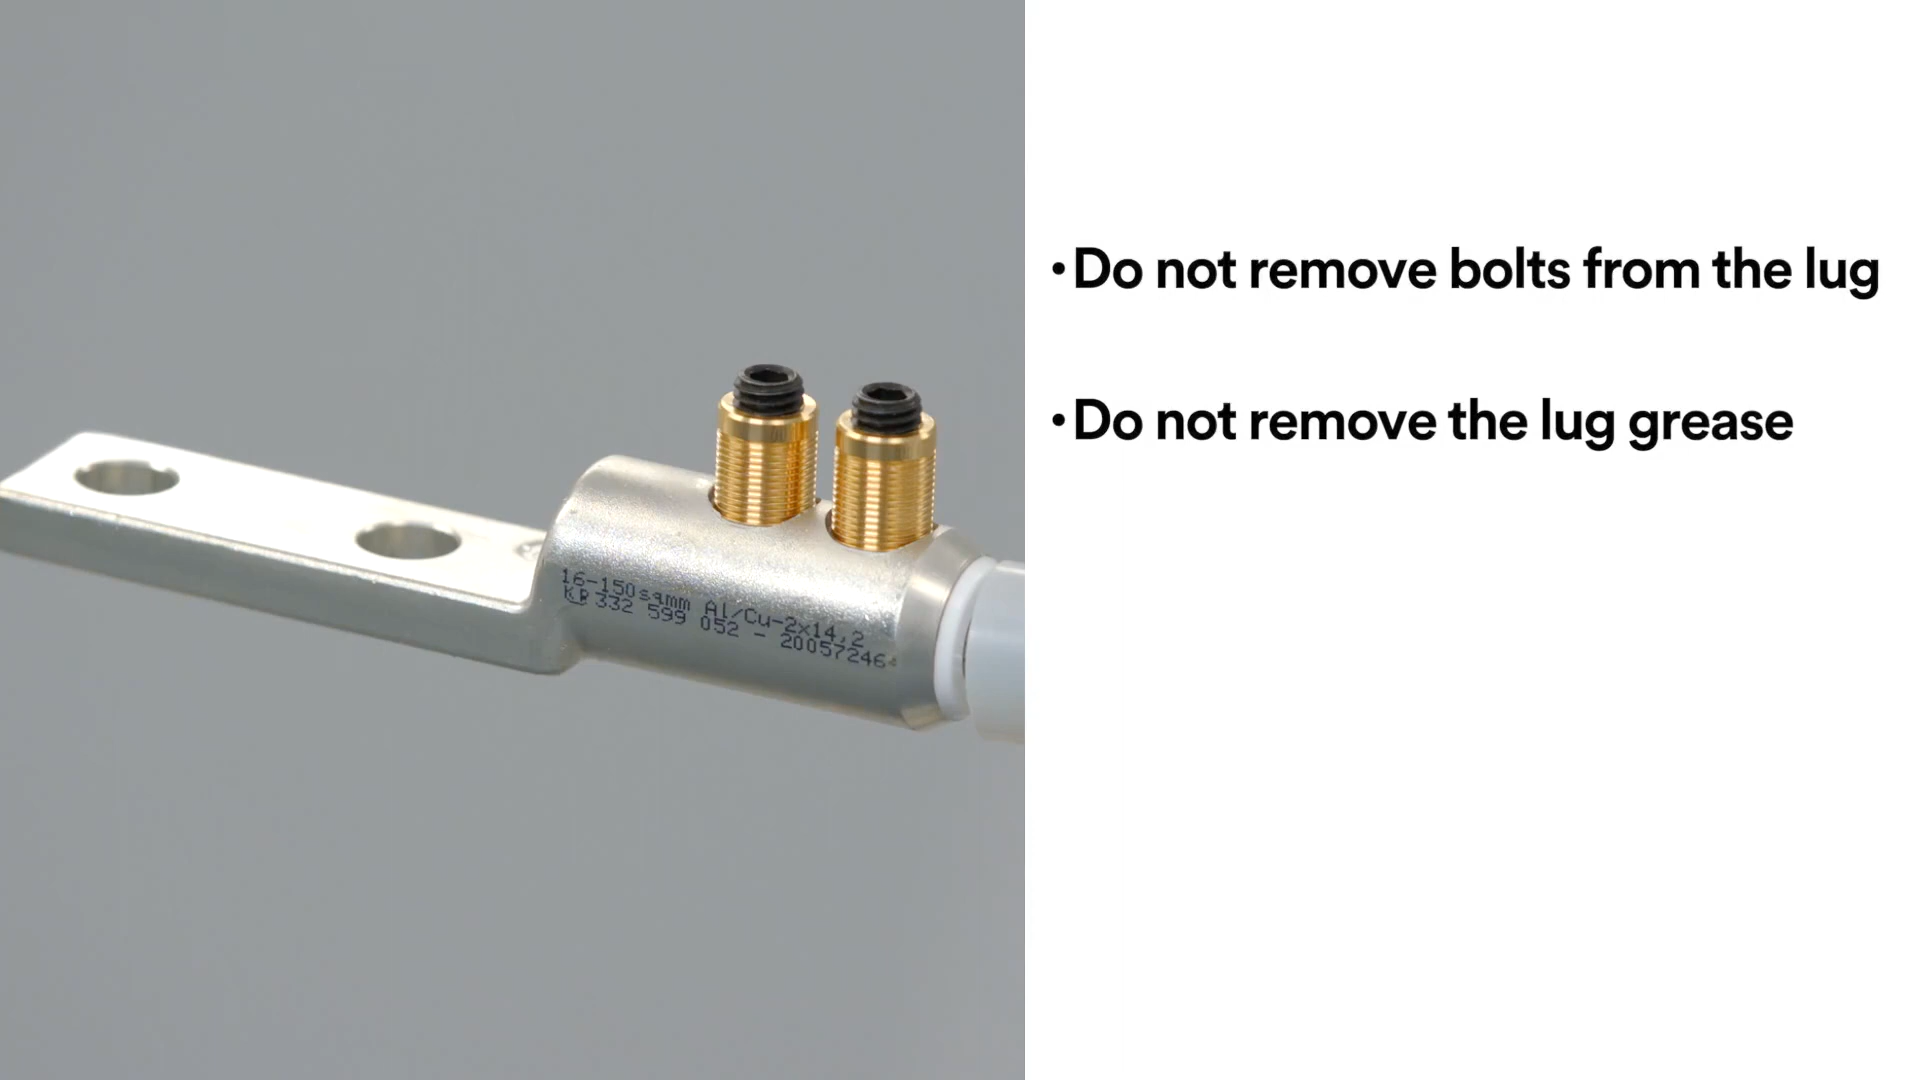 • Do not remove bolts from the lug
• Do not remove the lug grease
16-150sqmm Al/Cu-2x14,2
332 599 052 - 20057246